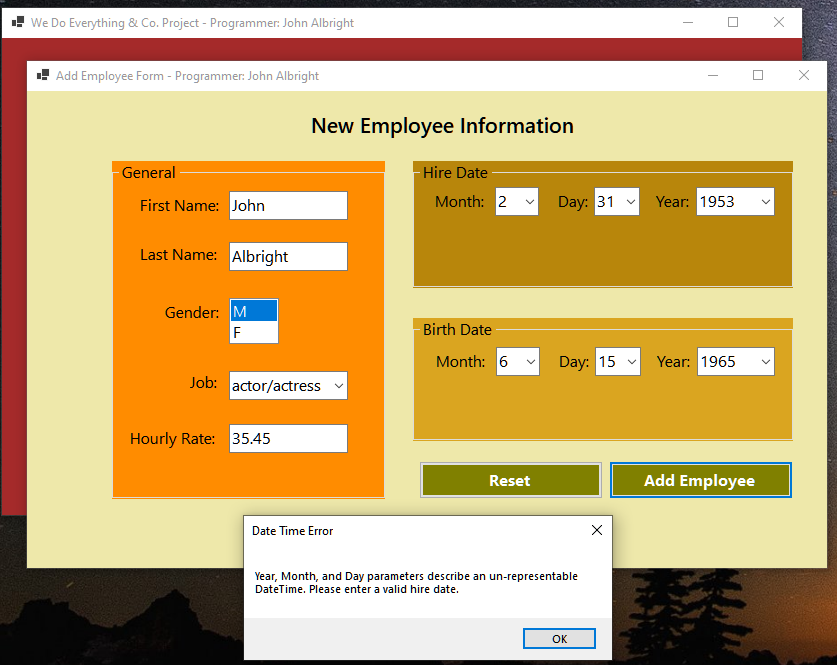 We Do Everything & Co. Project - Programmer: John Albright
Add Employee Form - Programmer: John Albright
New Employee Information
General
First Name: John
Last Name: Albright
Gender: M
F
Job: actor/actress
Hourly Rate: 35.45
Hire Date
Month: 2 Day: 31 Year: 1953
Birth Date
Month: 6 Day: 15 Year: 1965
Reset Add Employee
Date Time Error
Year, Month, and Day parameters describe an un-representable
DateTime. Please enter a valid hire date.
OK